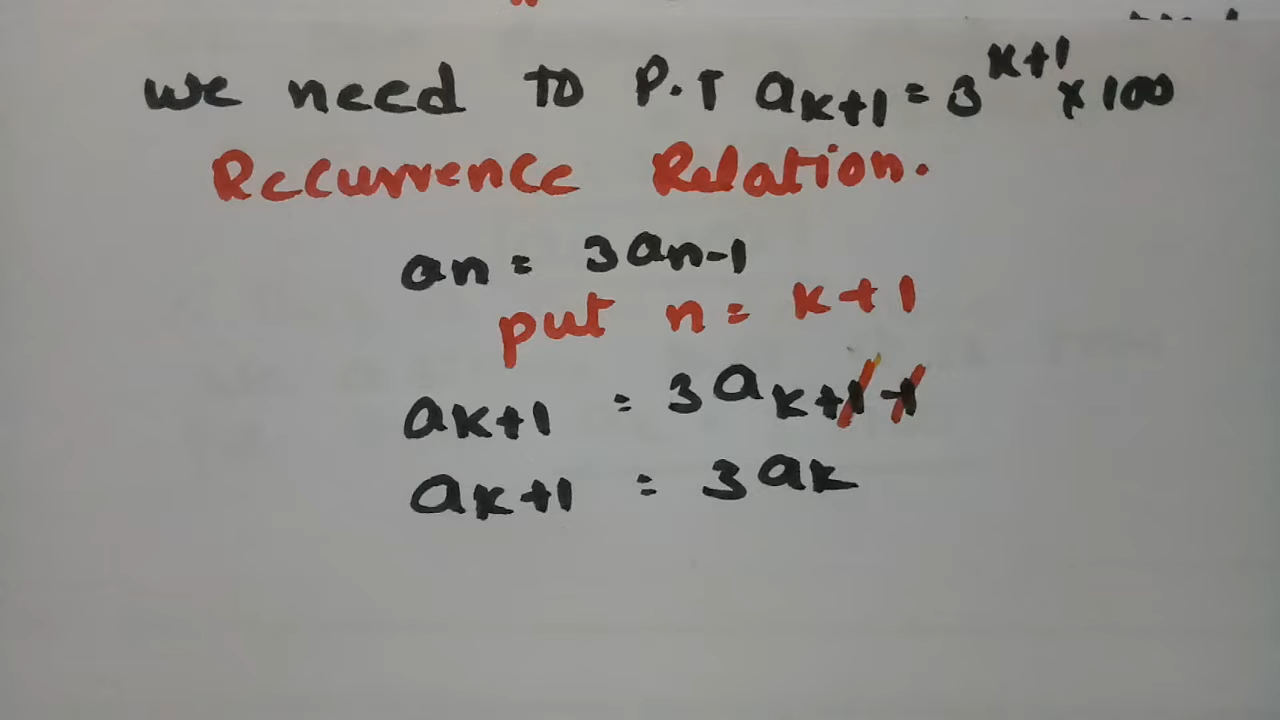 we need to P.T aₖ₊₁ = 3ᵏ⁺¹ × 100
Recurrence Relation.
an = 3an-1
put n = k+1
ak+1 = 3ak+1-1
ak+1 = 3ak